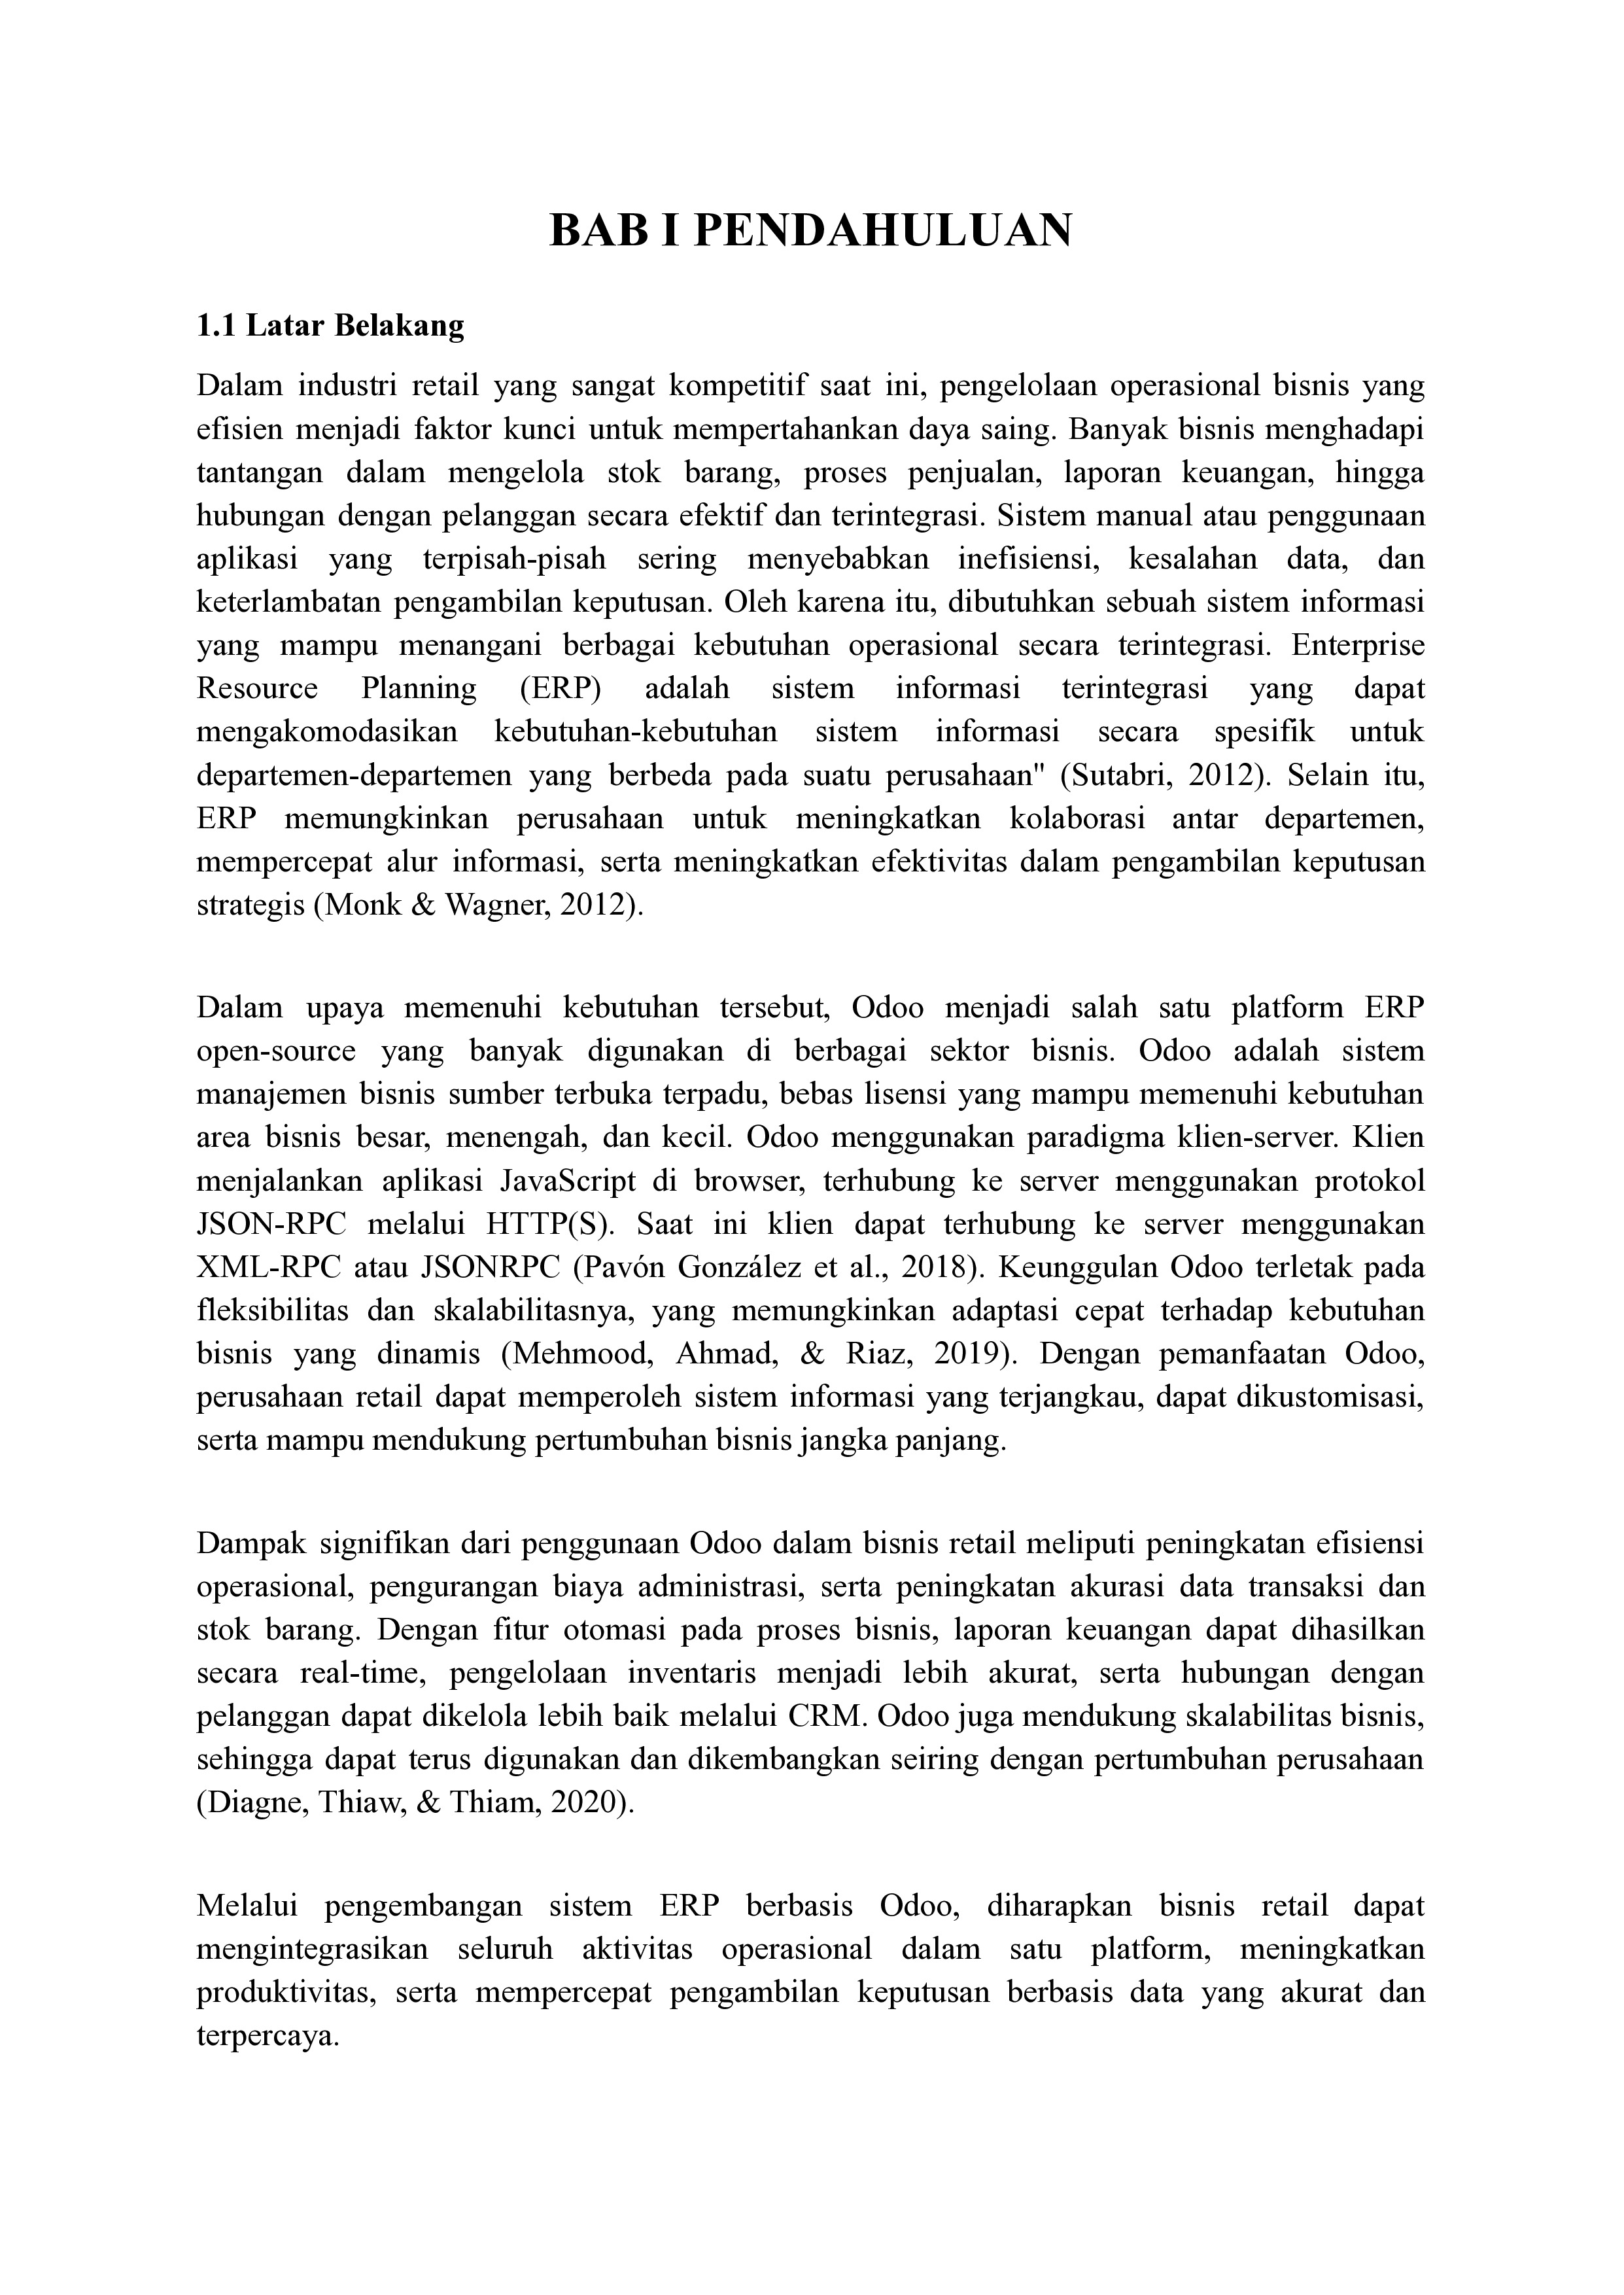 BAB I PENDAHULUAN
1.1 Latar Belakang
Dalam industri retail yang sangat kompetitif saat ini, pengelolaan operasional bisnis yang
efisien menjadi faktor kunci untuk mempertahankan daya saing. Banyak bisnis menghadapi
tantangan dalam mengelola stok barang, proses penjualan, laporan keuangan, hingga
hubungan dengan pelanggan secara efektif dan terintegrasi. Sistem manual atau penggunaan
aplikasi yang terpisah-pisah sering menyebabkan inefisiensi, kesalahan data, dan
keterlambatan pengambilan keputusan. Oleh karena itu, dibutuhkan sebuah sistem informasi
yang mampu menangani berbagai kebutuhan operasional secara terintegrasi. Enterprise
Resource Planning (ERP) adalah sistem informasi terintegrasi yang dapat
mengakomodasikan kebutuhan-kebutuhan sistem informasi secara spesifik untuk
departemen-departemen yang berbeda pada suatu perusahaan" (Sutabri, 2012). Selain itu,
ERP memungkinkan perusahaan untuk meningkatkan kolaborasi antar departemen,
mempercepat alur informasi, serta meningkatkan efektivitas dalam pengambilan keputusan
strategis (Monk & Wagner, 2012).
Dalam upaya memenuhi kebutuhan tersebut, Odoo menjadi salah satu platform ERP
open-source yang banyak digunakan di berbagai sektor bisnis. Odoo adalah sistem
manajemen bisnis sumber terbuka terpadu, bebas lisensi yang mampu memenuhi kebutuhan
area bisnis besar, menengah, dan kecil. Odoo menggunakan paradigma klien-server. Klien
menjalankan aplikasi JavaScript di browser, terhubung ke server menggunakan protokol
JSON-RPC melalui HTTP(S). Saat ini klien dapat terhubung ke server menggunakan
XML-RPC atau JSONRPC (Pavón González et al., 2018). Keunggulan Odoo terletak pada
fleksibilitas dan skalabilitasnya, yang memungkinkan adaptasi cepat terhadap kebutuhan
bisnis yang dinamis (Mehmood, Ahmad, & Riaz, 2019). Dengan pemanfaatan Odoo,
perusahaan retail dapat memperoleh sistem informasi yang terjangkau, dapat dikustomisasi,
serta mampu mendukung pertumbuhan bisnis jangka panjang.
Dampak signifikan dari penggunaan Odoo dalam bisnis retail meliputi peningkatan efisiensi
operasional, pengurangan biaya administrasi, serta peningkatan akurasi data transaksi dan
stok barang. Dengan fitur otomasi pada proses bisnis, laporan keuangan dapat dihasilkan
secara real-time, pengelolaan inventaris menjadi lebih akurat, serta hubungan dengan
pelanggan dapat dikelola lebih baik melalui CRM. Odoo juga mendukung skalabilitas bisnis,
sehingga dapat terus digunakan dan dikembangkan seiring dengan pertumbuhan perusahaan
(Diagne, Thiaw, & Thiam, 2020).
Melalui pengembangan sistem ERP berbasis Odoo, diharapkan bisnis retail dapat
mengintegrasikan seluruh aktivitas operasional dalam satu platform, meningkatkan
produktivitas, serta mempercepat pengambilan keputusan berbasis data yang akurat dan
terpercaya.